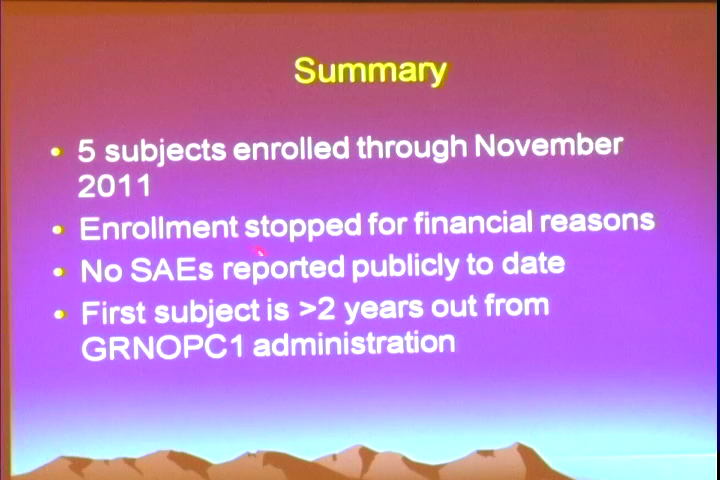 Summary
• 5 subjects enrolled through November
2011
• Enrollment stopped for financial reasons
• No SAEs reported publicly to date
• First subject is >2 years out from
GRNOPC1 administration